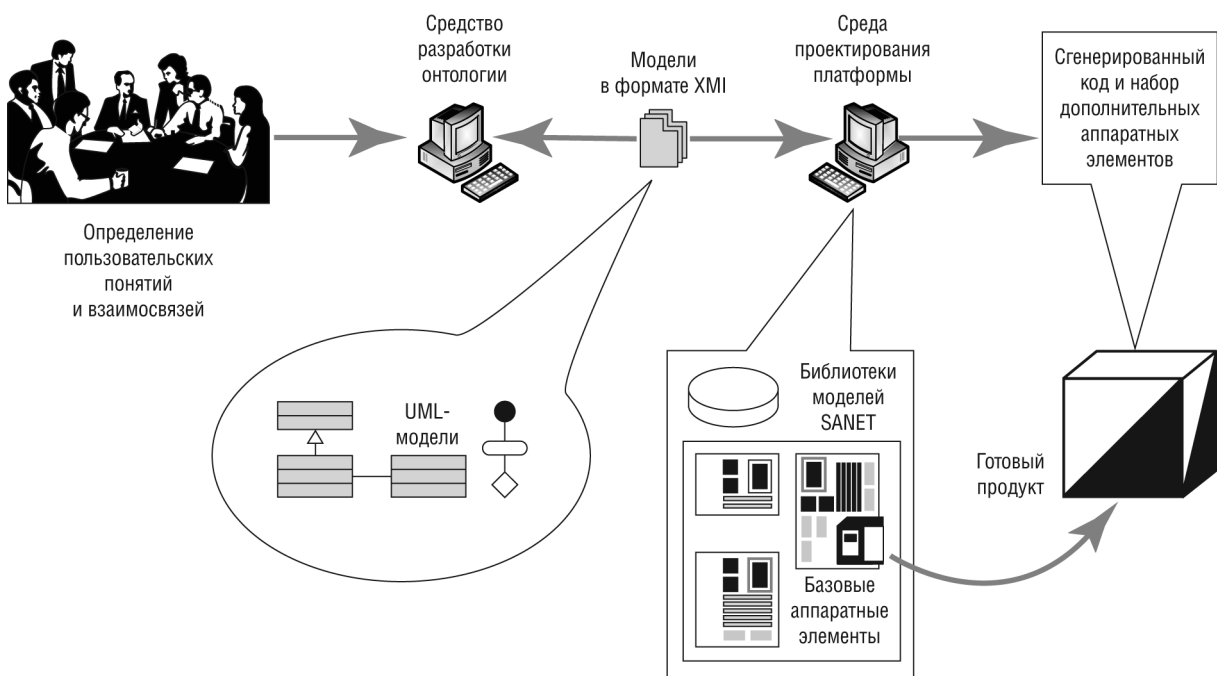 Средство
разработки
онтологии
Модели
в формате XMI
Среда
проектирования
платформы
Сгенерированный
код и набор
дополнительных
аппаратных
элементов
Определение
пользовательских
понятий
и взаимосвязей
UML-
модели
Библиотеки
моделей
SANET
Базовые
аппаратные
элементы
Готовый
продукт